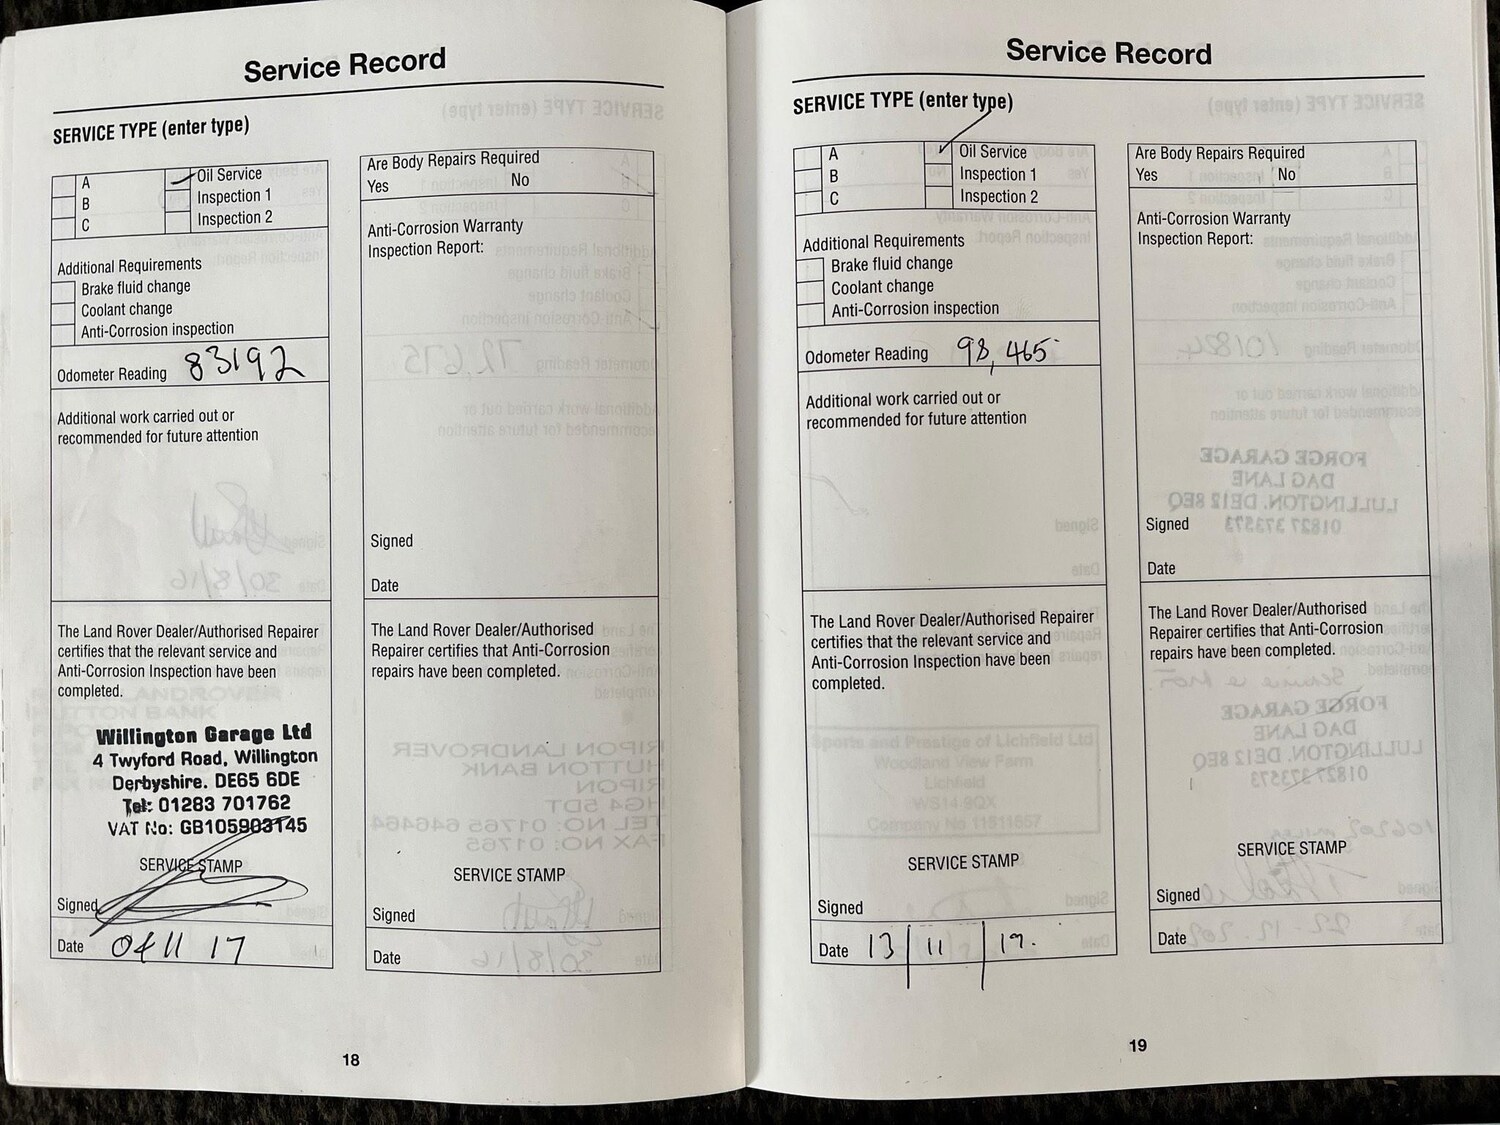 Service Record
SERVICE TYPE (enter type)
A
B
C
Oil Service
Inspection 1
Inspection 2
Additional Requirements
Brake fluid change
Coolant change
Anti-Corrosion inspection
Odometer Reading 83192
Additional work carried out or
recommended for future attention
The Land Rover Dealer/Authorised Repairer
certifies that the relevant service and
Anti-Corrosion Inspection have been
completed.
Willington Garage Ltd
4 Twyford Road, Willington
Derbyshire. DE65 6DE
Tel: 01283 701762
VAT No: GB105903145
SERVICE STAMP
Signed
Date 04 11 17
Are Body Repairs Required
Yes No
Anti-Corrosion Warranty
Inspection Report:
Signed
Date
The Land Rover Dealer/Authorised
Repairer certifies that Anti-Corrosion
repairs have been completed.
SERVICE STAMP
Signed
Date
18
Service Record
SERVICE TYPE (enter type)
A
B
C
Oil Service
Inspection 1
Inspection 2
Additional Requirements
Brake fluid change
Coolant change
Anti-Corrosion inspection
Odometer Reading 98,465
Additional work carried out or
recommended for future attention
The Land Rover Dealer/Authorised Repairer
certifies that the relevant service and
Anti-Corrosion Inspection have been
completed.
SERVICE STAMP
Signed
Date 13 | 11 | 19.
Are Body Repairs Required
Yes No
Anti-Corrosion Warranty
Inspection Report:
Signed
Date
The Land Rover Dealer/Authorised
Repairer certifies that Anti-Corrosion
repairs have been completed.
SERVICE STAMP
Signed
Date
19